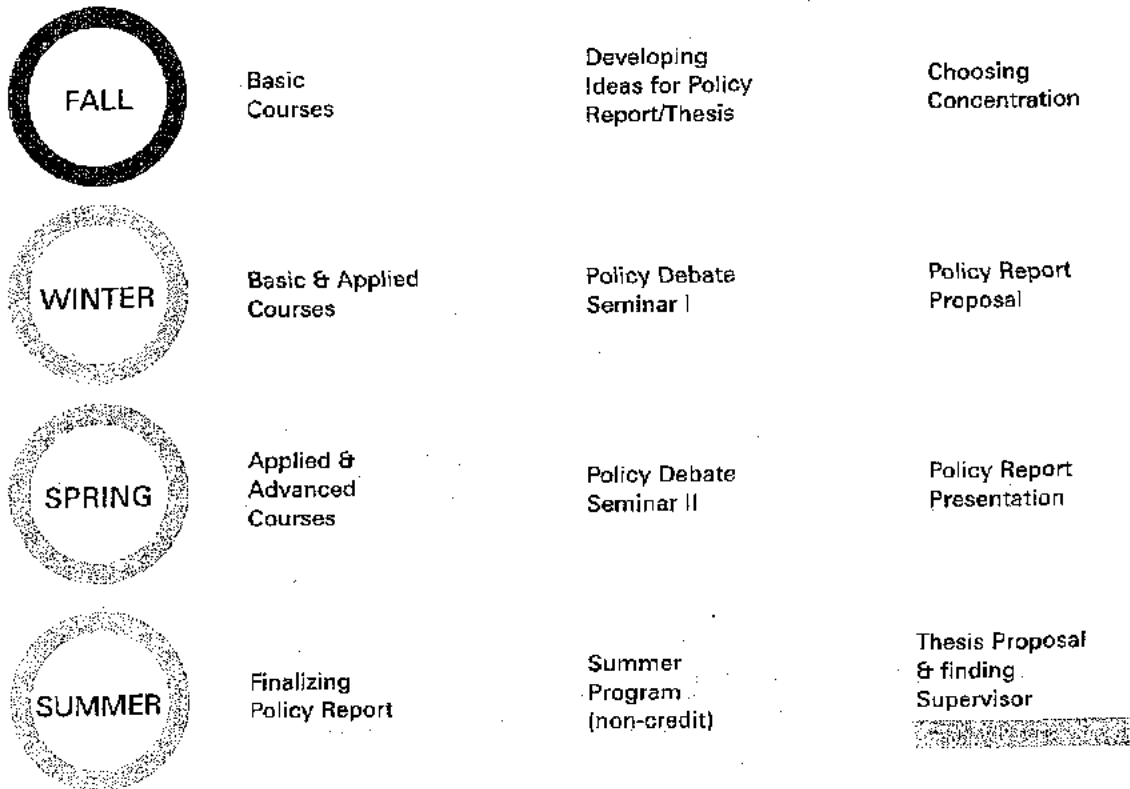 FALL
Basic
Courses
Developing
Ideas for Policy
Report/Thesis
Choosing
Concentration
WINTER
Basic & Applied
Courses
Policy Debate
Seminar I
Policy Report
Proposal
SPRING
Applied &
Advanced
Courses
Policy Debate
Seminar II
Policy Report
Presentation
SUMMER
Finalizing
Policy Report
Summer
Program
(non-credit)
Thesis Proposal
& finding
Supervisor